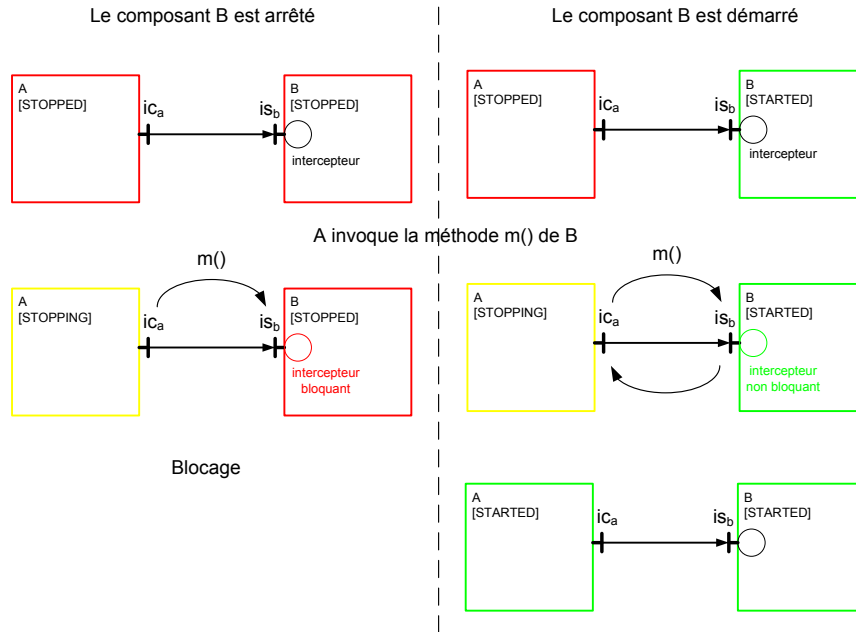 Le composant B est arrêté
A
[STOPPED]
ica
isb
B
[STOPPED]
intercepteur
Le composant B est démarré
A
[STOPPED]
ica
isb
B
[STARTED]
intercepteur
A invoque la méthode m() de B
m()
A
[STOPPING]
ica
isb
B
[STOPPED]
intercepteur
bloquant
Blocage
m()
A
[STOPPING]
ica
isb
B
[STARTED]
intercepteur
non bloquant
A
[STARTED]
ica
isb
B
[STARTED]